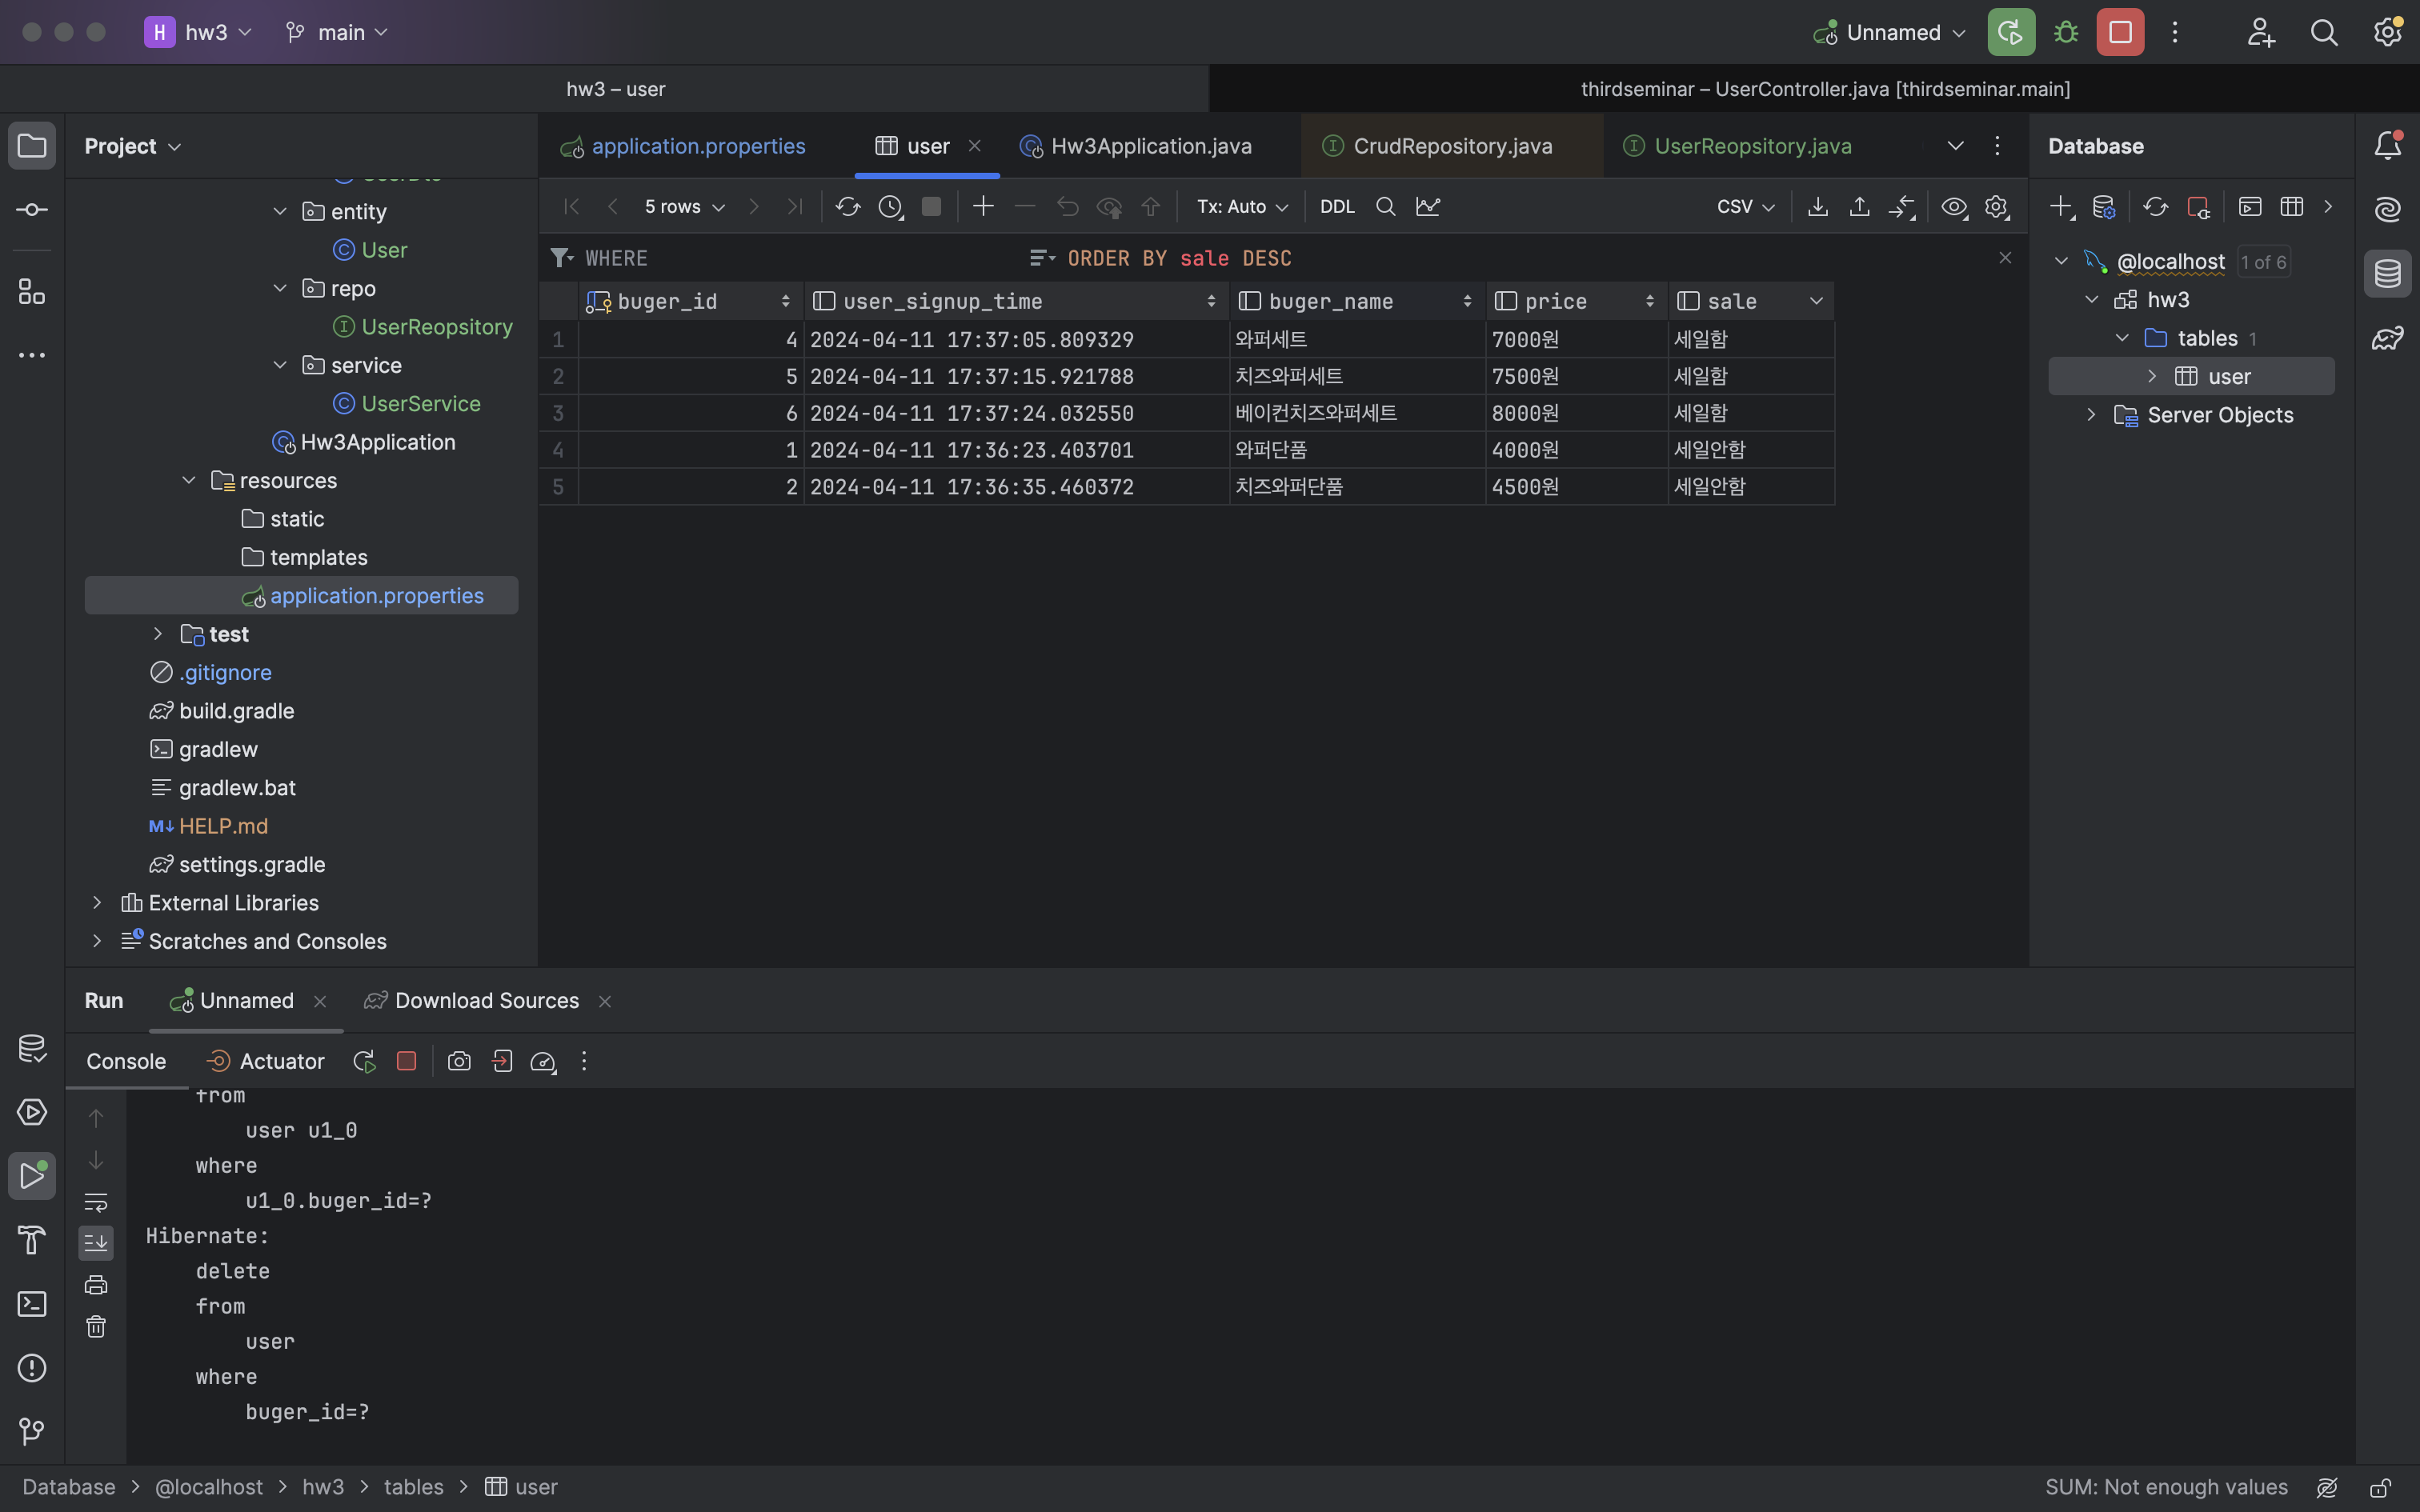 H hw3 main Unnamed
hw3 – user thirdseminar – UserController.java [thirdseminar.main]
Project
entity
User
repo
UserReopsitory
service
UserService
Hw3Application
resources
static
templates
application.properties
test
.gitignore
build.gradle
gradlew
gradlew.bat
M↓ HELP.md
settings.gradle
External Libraries
Scratches and Consoles
application.properties user Hw3Application.java CrudRepository.java UserReopsitory.java
5 rows Tx: Auto DDL CSV
WHERE ORDER BY sale DESC
buger_id user_signup_time buger_name price sale
1 4 2024-04-11 17:37:05.809329 와퍼세트 7000원 세일함
2 5 2024-04-11 17:37:15.921788 치즈와퍼세트 7500원 세일함
3 6 2024-04-11 17:37:24.032550 베이컨치즈와퍼세트 8000원 세일함
4 1 2024-04-11 17:36:23.403701 와퍼단품 4000원 세일안함
5 2 2024-04-11 17:36:35.460372 치즈와퍼단품 4500원 세일안함
Database
@localhost 1 of 6
hw3
tables 1
user
Server Objects
Run Unnamed Download Sources
Console Actuator
from
user u1_0
where
u1_0.buger_id=?
Hibernate:
delete
from
user
where
buger_id=?
Database > @localhost > hw3 > tables > user
SUM: Not enough values